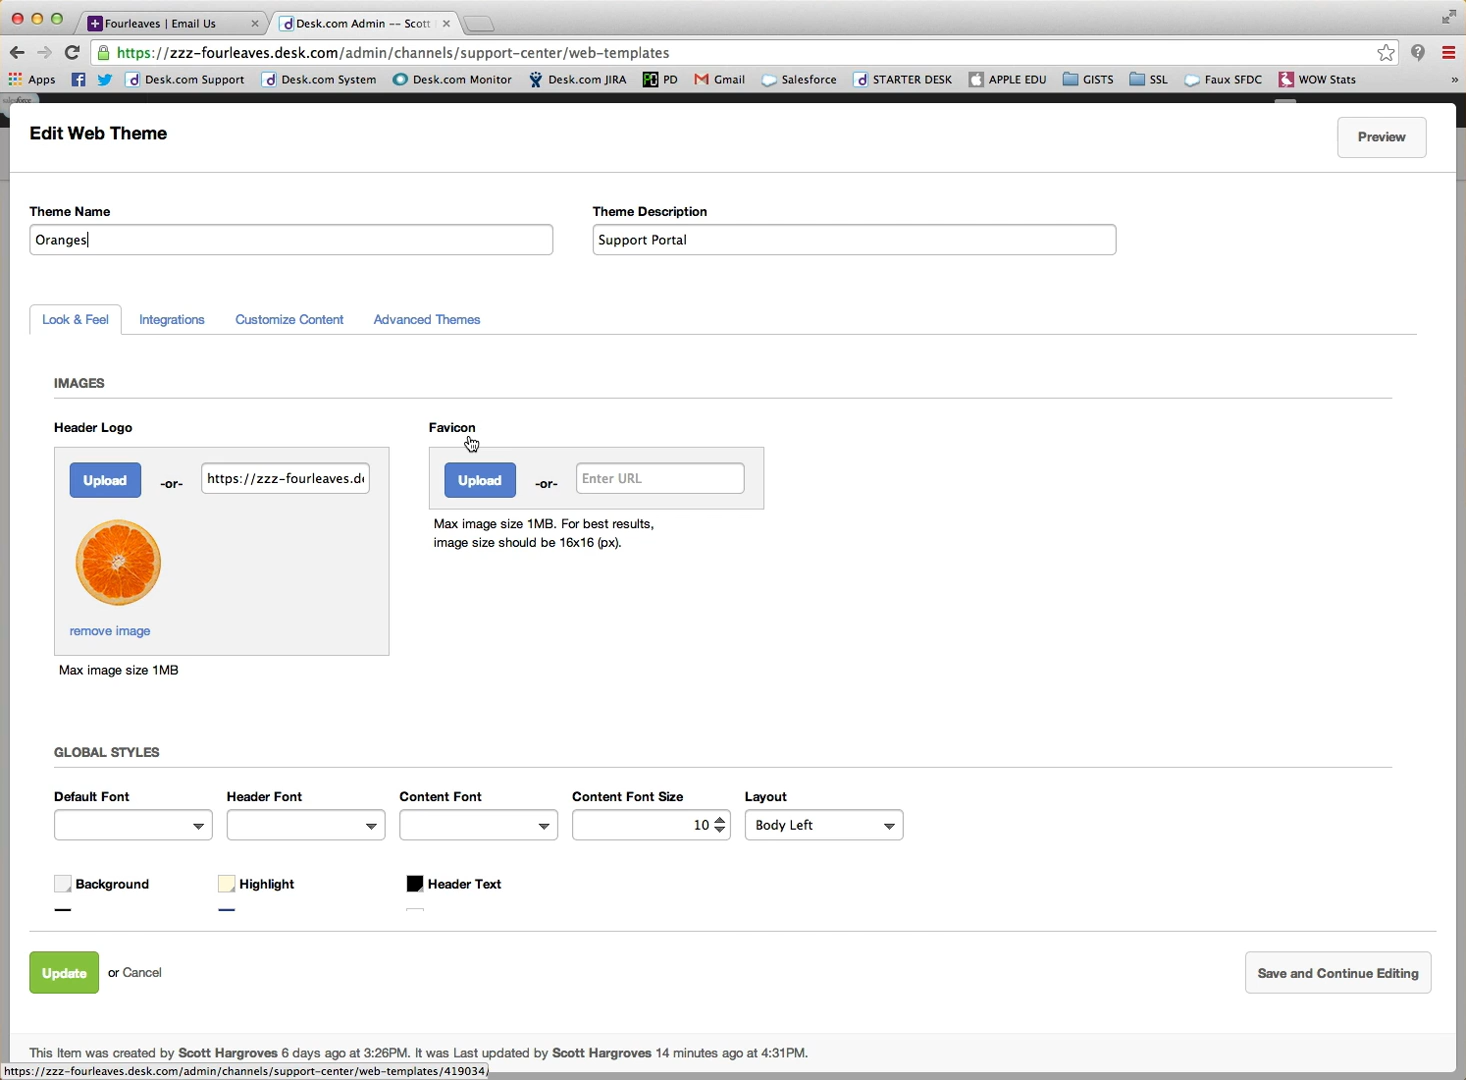 Fourleaves | Email Us
Desk.com Admin -- Scott
https://zzz-fourleaves.desk.com/admin/channels/support-center/web-templates
Apps
Desk.com Support
Desk.com System
Desk.com Monitor
Desk.com JIRA
PD
Gmail
Salesforce
STARTER DESK
APPLE EDU
GISTS
SSL
Faux SFDC
WOW Stats
»
Edit Web Theme
Preview
Theme Name
Theme Description
Oranges
Support Portal
Look & Feel
Integrations
Customize Content
Advanced Themes
IMAGES
Header Logo
Favicon
Upload
-or-
https://zzz-fourleaves.d
Upload
-or-
Enter URL
Max image size 1MB. For best results,
image size should be 16x16 (px).
remove image
Max image size 1MB
GLOBAL STYLES
Default Font
Header Font
Content Font
Content Font Size
Layout
10
Body Left
Background
Highlight
Header Text
Update
or Cancel
Save and Continue Editing
This Item was created by Scott Hargroves 6 days ago at 3:26PM. It was Last updated by Scott Hargroves 14 minutes ago at 4:31PM.
https://zzz-fourleaves.desk.com/admin/channels/support-center/web-templates/419034/